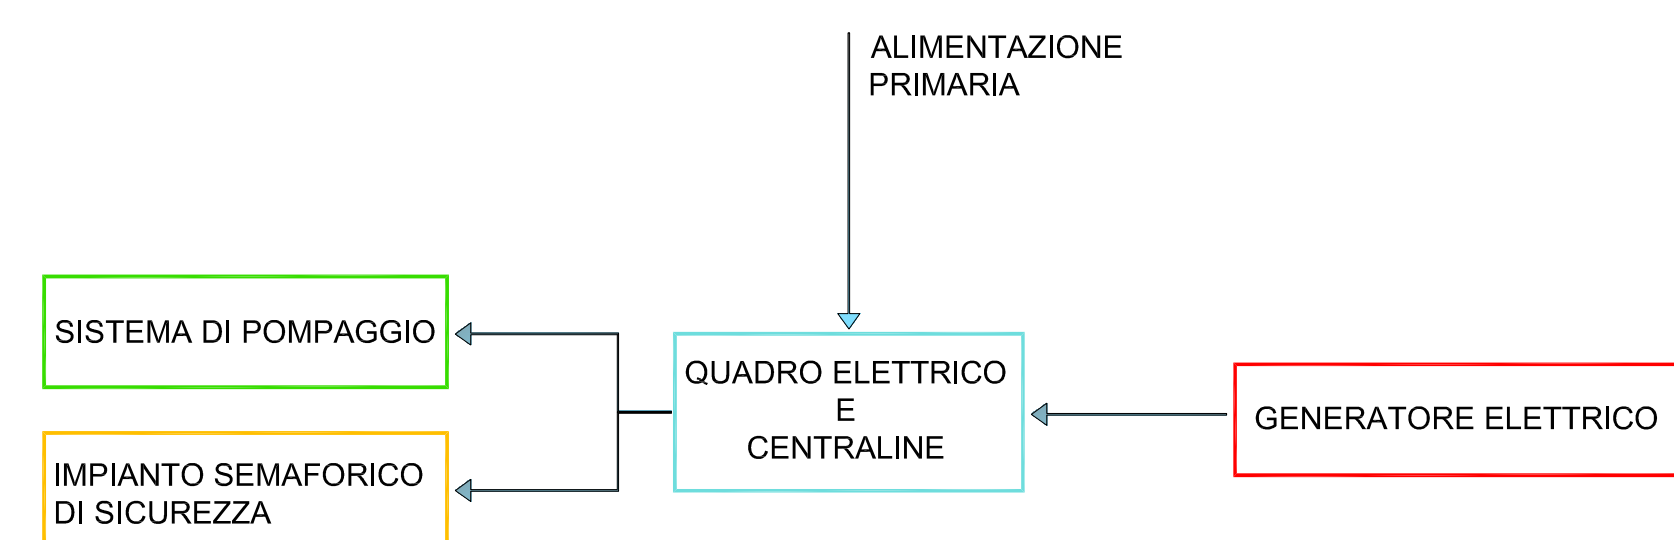 ALIMENTAZIONE
PRIMARIA
SISTEMA DI POMPAGGIO
QUADRO ELETTRICO
E
CENTRALINE
GENERATORE ELETTRICO
IMPIANTO SEMAFORICO
DI SICUREZZA